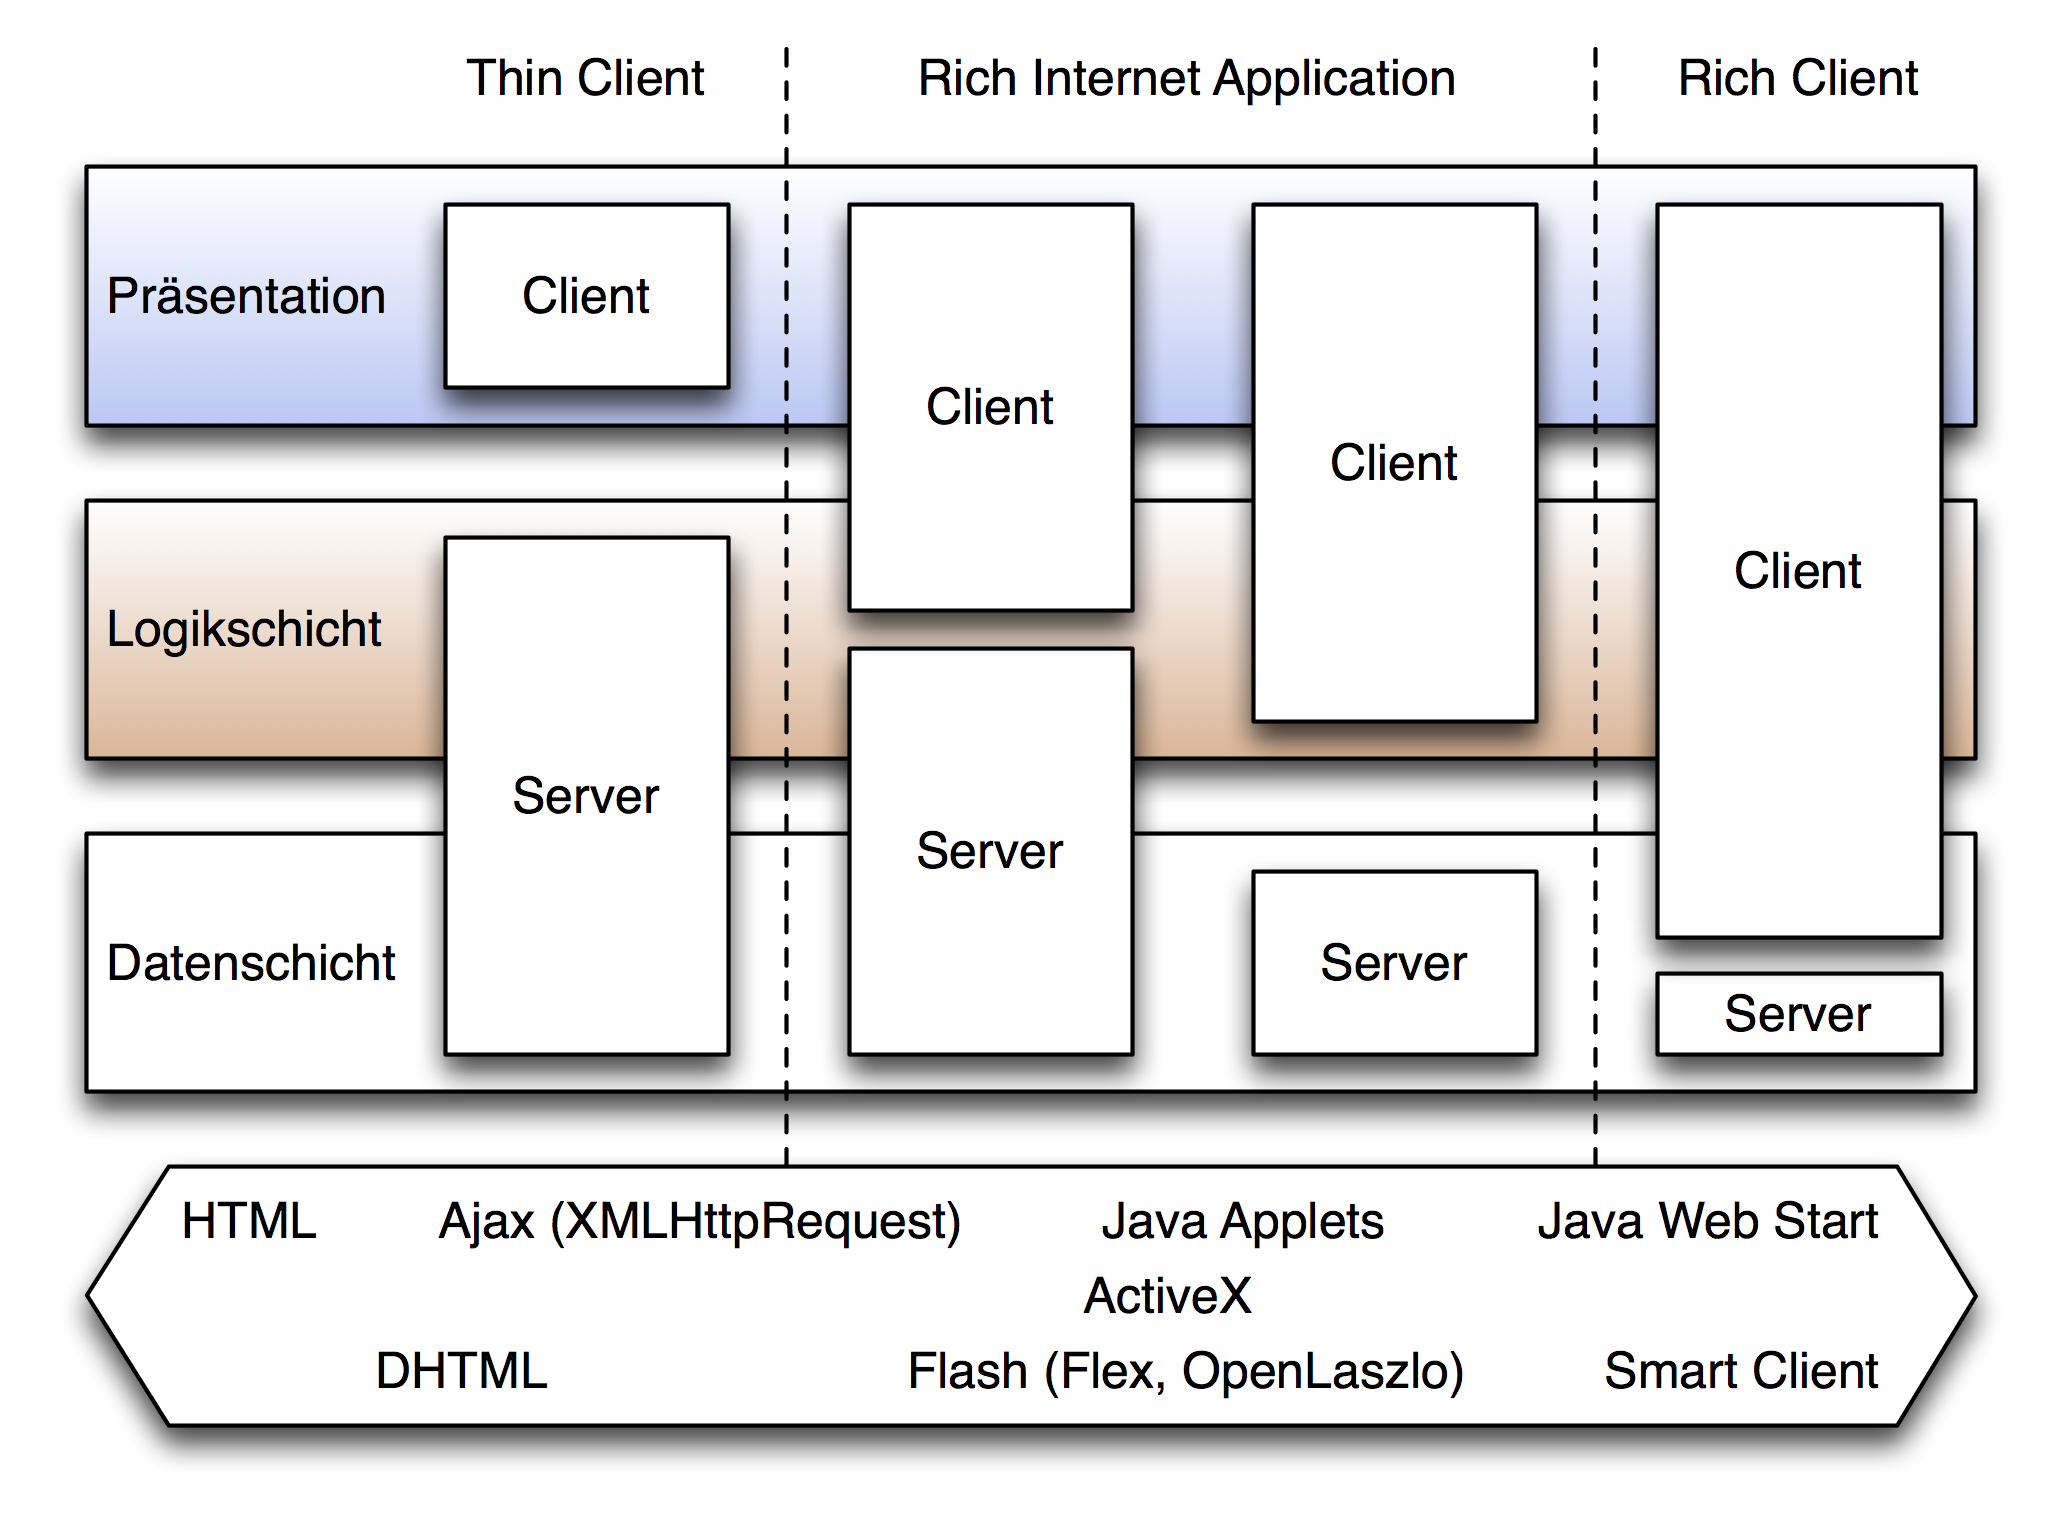 Thin Client
Rich Internet Application
Rich Client
Präsentation
Client
Client
Client
Client
Logikschicht
Server
Server
Datenschicht
Server
Server
HTML
Ajax (XMLHttpRequest)
Java Applets
Java Web Start
ActiveX
DHTML
Flash (Flex, OpenLaszlo)
Smart Client